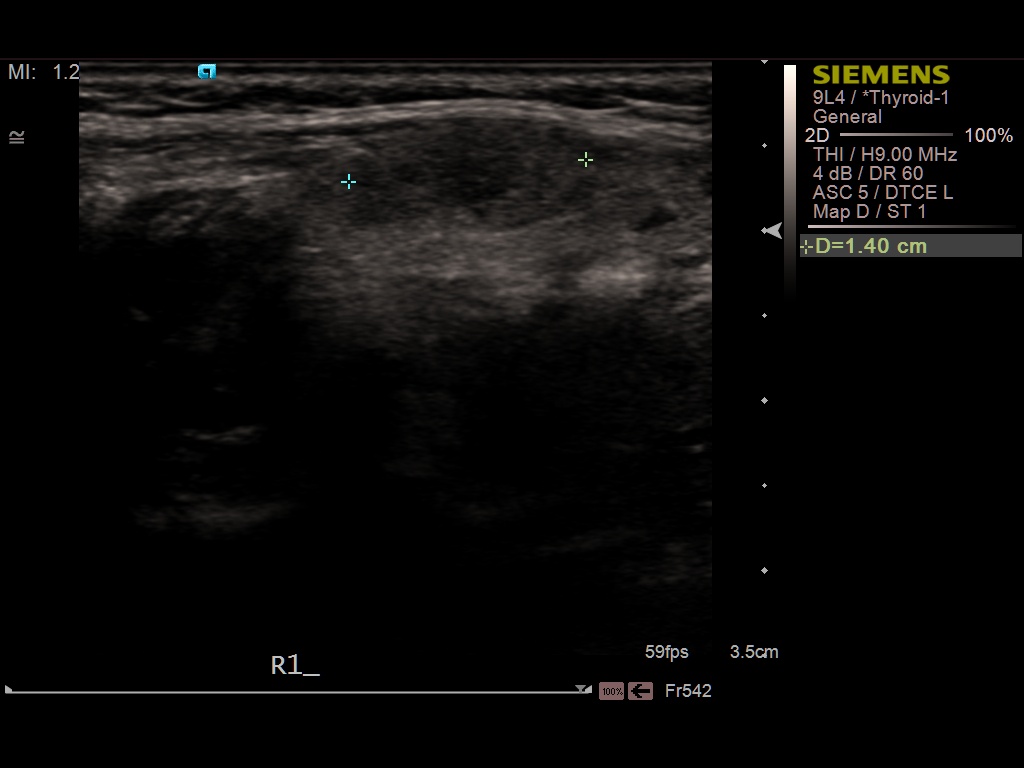 MI: 1.2
SIEMENS
9L4 / *Thyroid-1
General
2D 100%
THI / H9.00 MHz
4 dB / DR 60
ASC 5 / DTCE L
Map D / ST 1
D=1.40 cm
59fps 3.5cm
R1_
100% Fr542